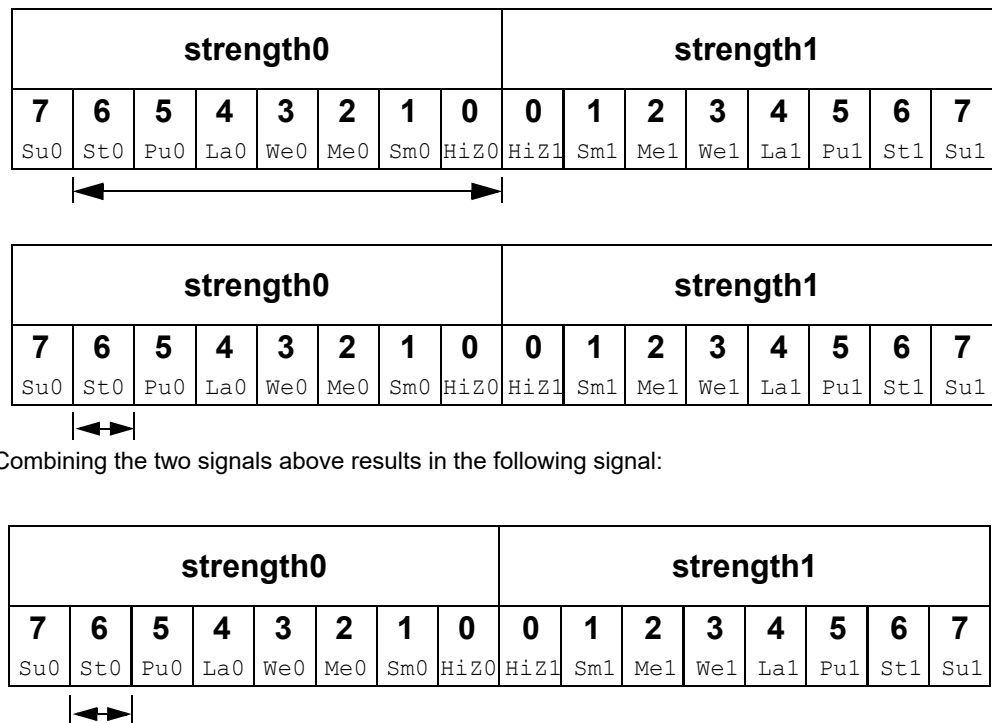 strength0 strength1
7 6 5 4 3 2 1 0 0 1 2 3 4 5 6 7
Su0 St0 Pu0 La0 We0 Me0 Sm0 HiZ0 HiZ1 Sm1 Me1 We1 La1 Pu1 St1 Su1
strength0 strength1
7 6 5 4 3 2 1 0 0 1 2 3 4 5 6 7
Su0 St0 Pu0 La0 We0 Me0 Sm0 HiZ0 HiZ1 Sm1 Me1 We1 La1 Pu1 St1 Su1
Combining the two signals above results in the following signal:
strength0 strength1
7 6 5 4 3 2 1 0 0 1 2 3 4 5 6 7
Su0 St0 Pu0 La0 We0 Me0 Sm0 HiZ0 HiZ1 Sm1 Me1 We1 La1 Pu1 St1 Su1